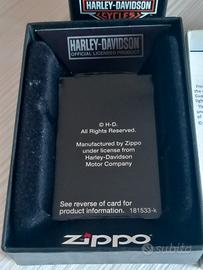 HARLEY-DAVIDSON
CYCLES
HARLEY-DAVIDSON
OFFICIAL LICENSED PRODUCT
© H-D.
All Rights Reserved.
Manufactured by Zippo
under license from
Harley-Davidson
Motor Company
See reverse of card for
product information. 181533-k
zippo
subito